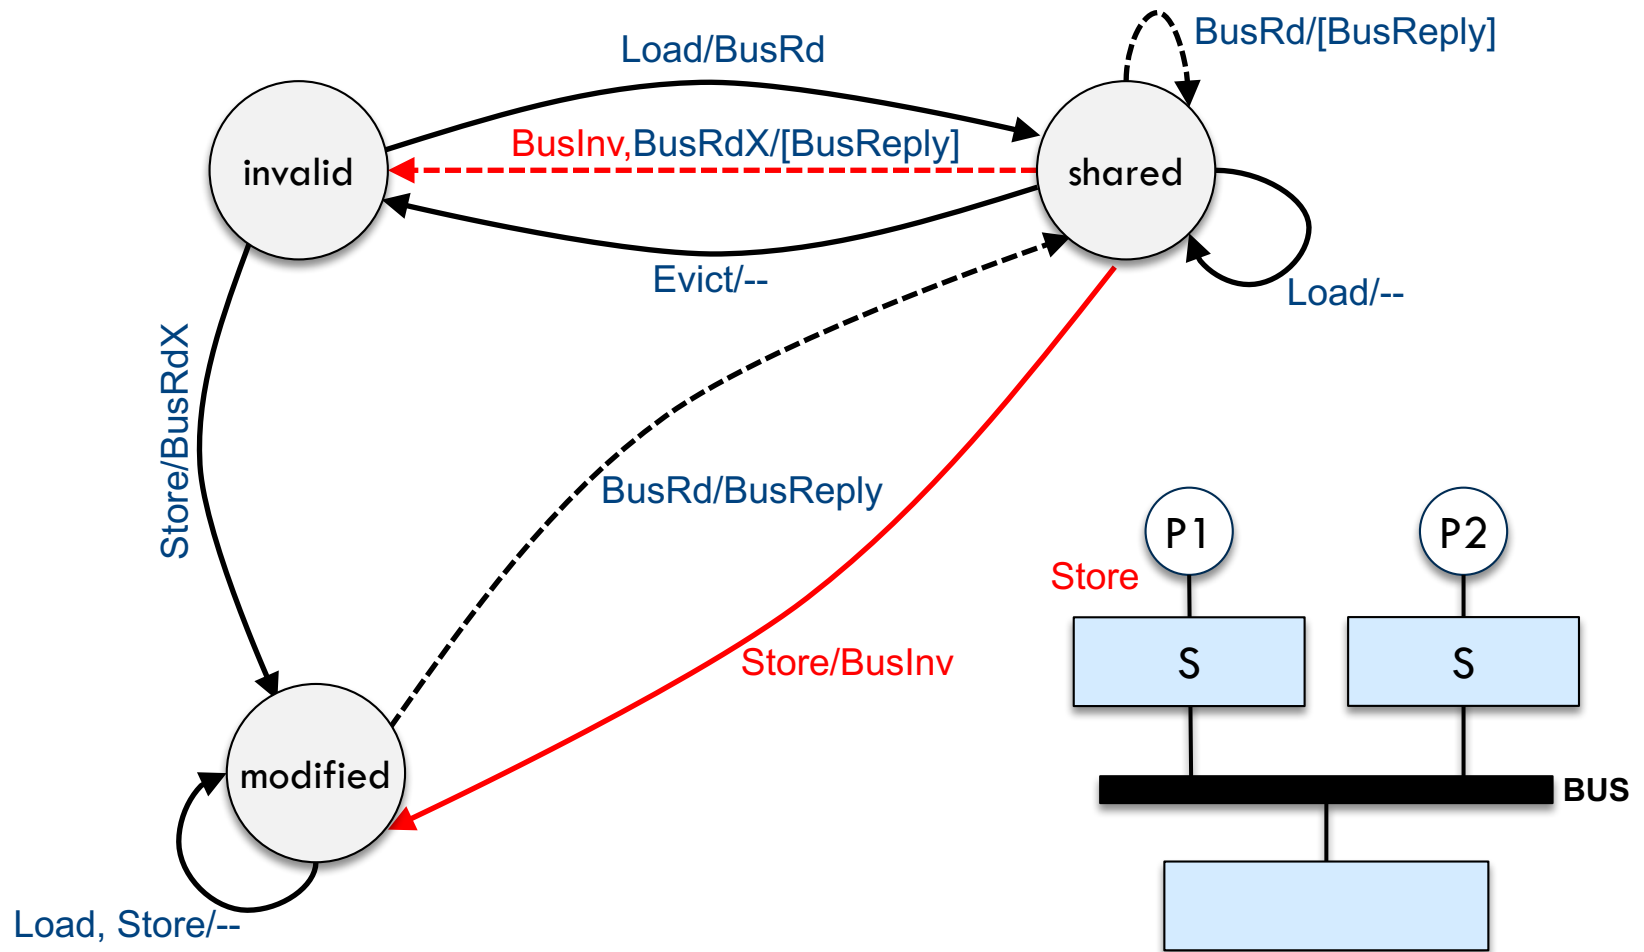 BusRd/[BusReply]
Load/BusRd
BusInv,BusRdX/[BusReply]
invalid
shared
Evict/--
Load/--
Store/BusRdX
BusRd/BusReply
P1
P2
Store
S
S
Store/BusInv
modified
BUS
Load, Store/--